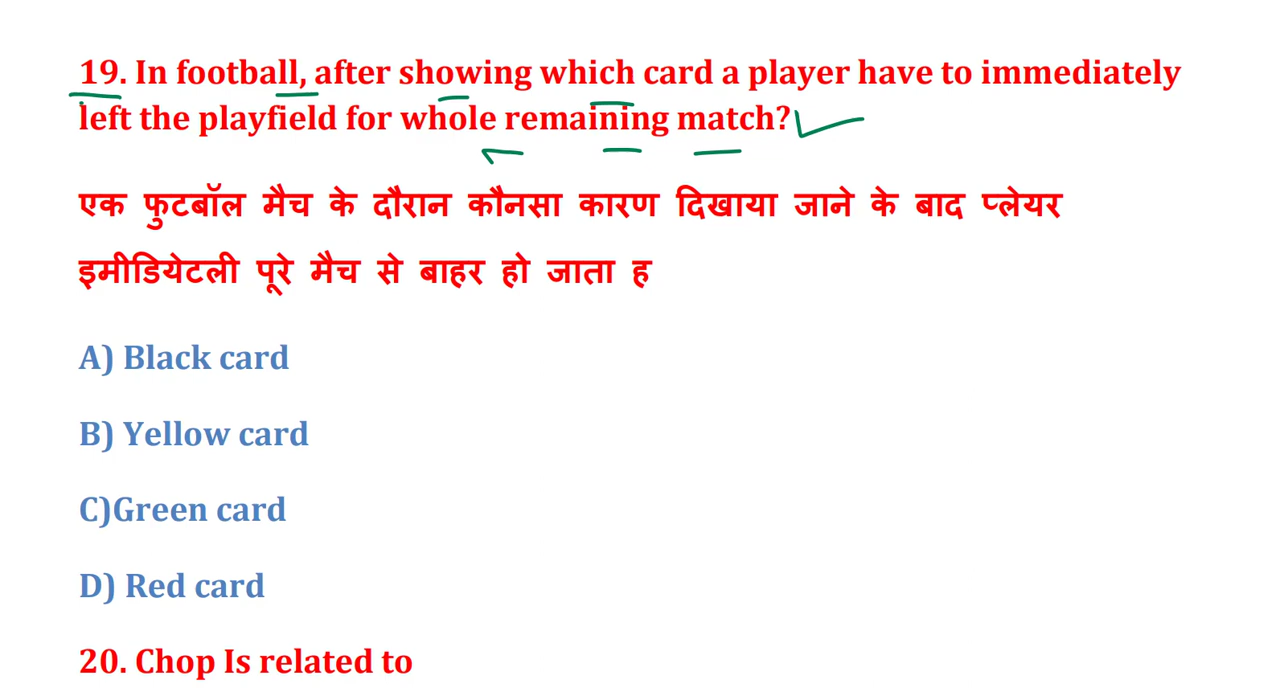 19. In football, after showing which card a player have to immediately
left the playfield for whole remaining match?
एक फुटबॉल मैच के दौरान कौनसा कारण दिखाया जाने के बाद प्लेयर
इमीडियेटली पूरे मैच से बाहर हो जाता ह
A) Black card
B) Yellow card
C)Green card
D) Red card
20. Chop Is related to